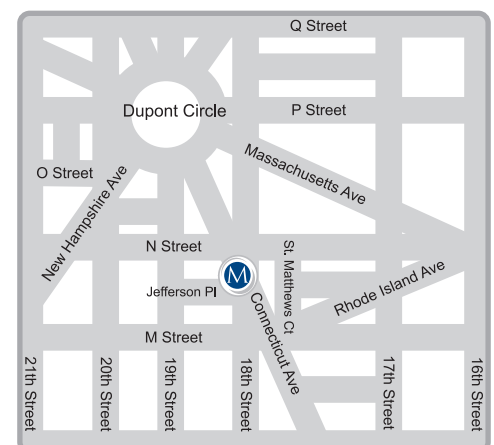 Q Street
Dupont Circle
P Street
Massachusetts Ave
O Street
New Hampshire Ave
N Street
St. Matthews Ct
M
Jefferson Pl
Rhode Island Ave
Connecticut Ave
M Street
21th Street
20th Street
19th Street
18th Street
17th Street
16th Street